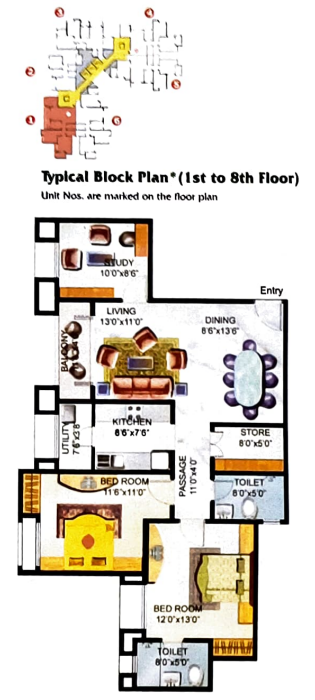 3
4
2
5
1
6
Typical Block Plan* (1st to 8th Floor)
Unit Nos. are marked on the floor plan
STUDY
10'0"x8'6"
Entry
LIVING
13'0"x11'0"
DINING
8'6"x13'6"
BALCONY
KITCHEN
8'6"x7'6"
UTILITY
7'6"x3'8"
STORE
8'0"x5'0"
PASSAGE
11'0"x4'0"
BED ROOM
11'6"x11'0"
TOILET
8'0"x5'0"
BED ROOM
12'0"x13'0"
TOILET
8'0"x5'0"